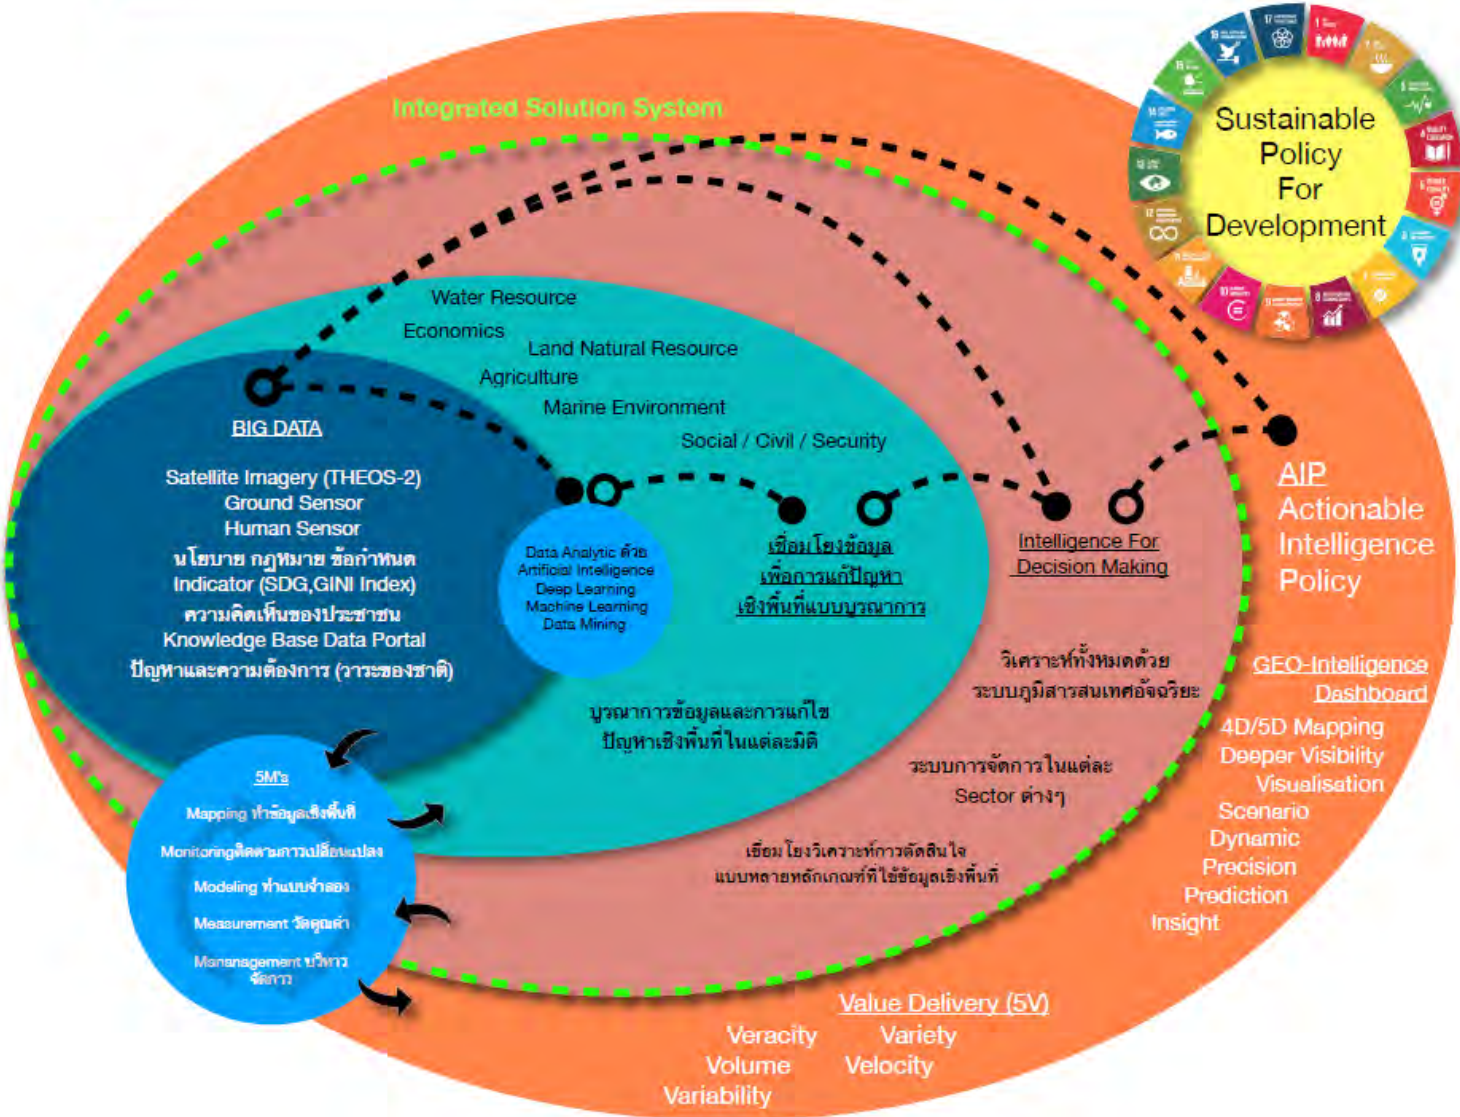 Integrated Solution System
Sustainable
Policy
For
Development
Water Resource
Economics
Land Natural Resource
Agriculture
Marine Environment
Social / Civil / Security
BIG DATA
Satellite Imagery (THEOS-2)
Ground Sensor
Human Sensor
นโยบาย กฎหมาย ข้อกำหนด
Indicator (SDG,GINI Index)
ความคิดเห็นของประชาชน
Knowledge Base Data Portal
ปัญหาและความต้องการ (วาระของชาติ)
Data Analytic ด้วย
Artificial Intelligence
Deep Learning
Machine Learning
Data Mining
เชื่อมโยงข้อมูล
เพื่อการแก้ปัญหา
เชิงพื้นที่แบบบูรณาการ
Intelligence For
Decision Making
AIP
Actionable
Intelligence
Policy
บูรณาการข้อมูลและการแก้ไข
ปัญหาเชิงพื้นที่ในแต่ละมิติ
วิเคราะห์ทั้งหมดด้วย
ระบบภูมิสารสนเทศอัจฉริยะ
ระบบการจัดการในแต่ละ
Sector ต่างๆ
เชื่อมโยงวิเคราะห์การตัดสินใจ
แบบหลายหลักเกณฑ์ที่ใช้ข้อมูลเชิงพื้นที่
GEO-Intelligence
Dashboard
4D/5D Mapping
Deeper Visibility
Visualisation
Scenario
Dynamic
Precision
Prediction
Insight
5M's
Mapping ทำข้อมูลเชิงพื้นที่
Monitoringติดตามการเปลี่ยนแปลง
Modeling ทำแบบจำลอง
Measurement วัดคุณค่า
Mananagement บริหาร
จัดการ
Value Delivery (5V)
Veracity Variety
Volume Velocity
Variability